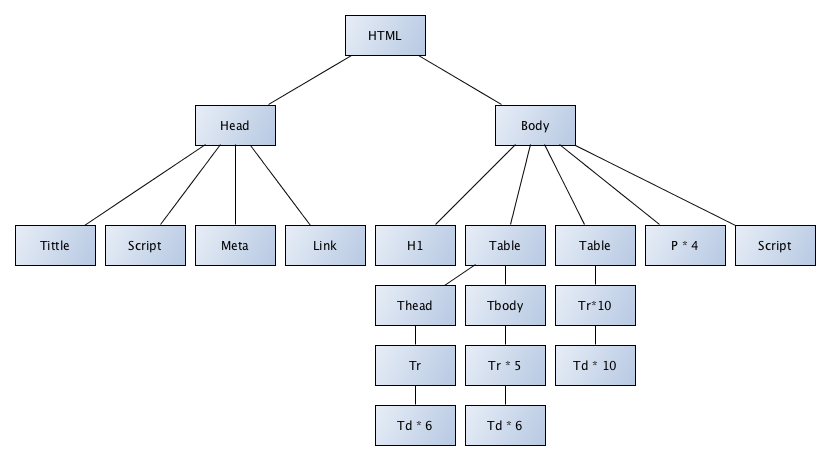 HTML
Head
Body
Tittle
Script
Meta
Link
H1
Table
Table
P * 4
Script
Thead
Tbody
Tr*10
Tr
Tr * 5
Td * 10
Td * 6
Td * 6